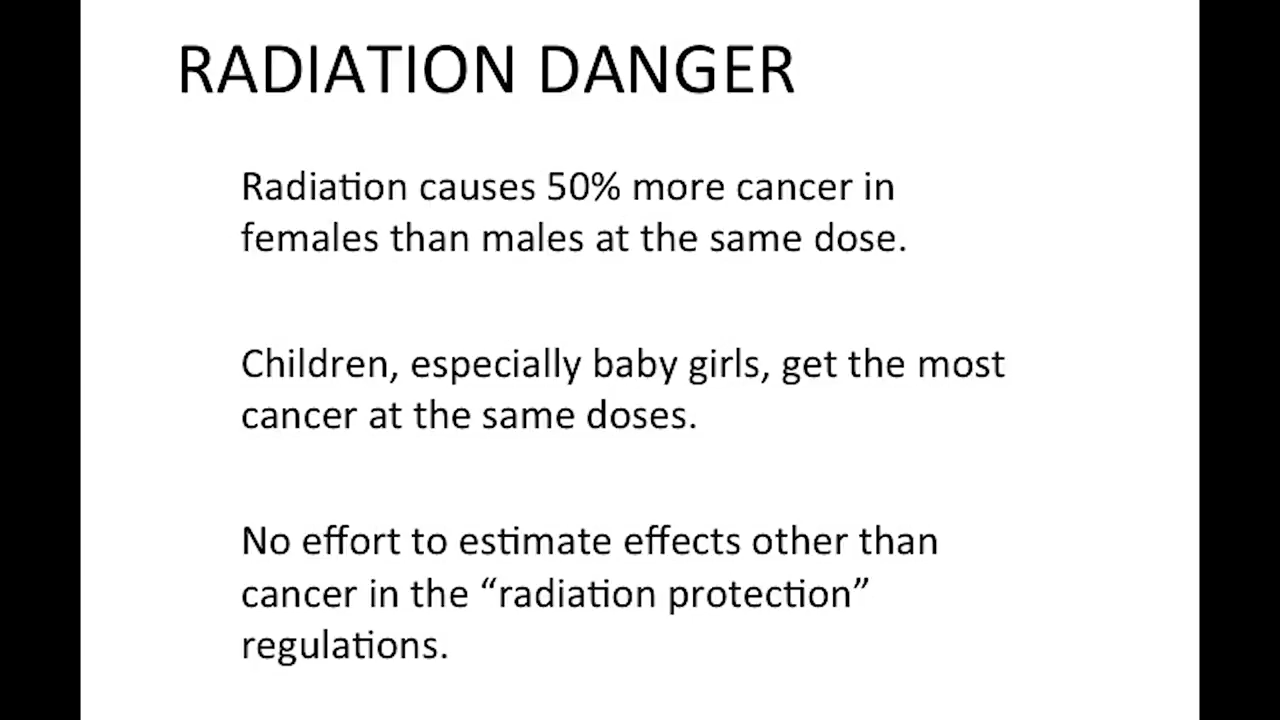 RADIATION DANGER
Radiation causes 50% more cancer in
females than males at the same dose.
Children, especially baby girls, get the most
cancer at the same doses.
No effort to estimate effects other than
cancer in the “radiation protection”
regulations.